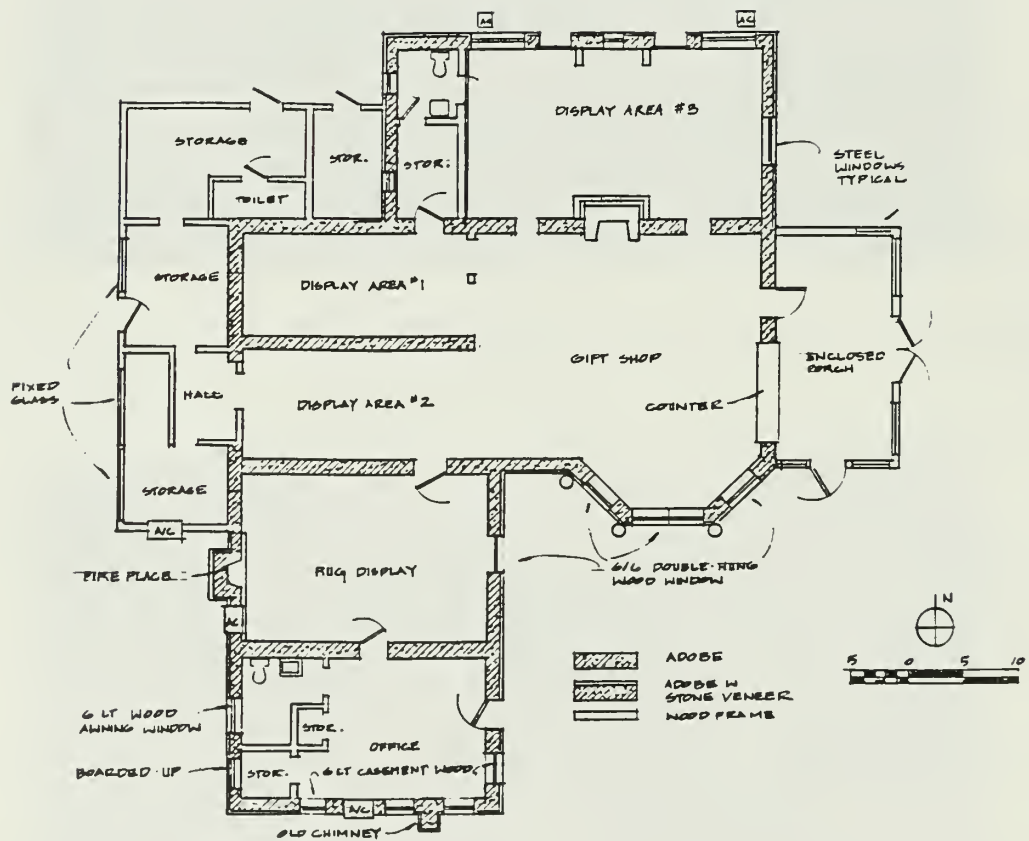 AC
AC
DISPLAY AREA #3
STORAGE
STOR.
STOR.
TOILET
STEEL
WINDOWS
TYPICAL
STORAGE
DISPLAY AREA #1
GIFT SHOP
ENCLOSED
PORCH
FIXED
GLASS
HALL
DISPLAY AREA #2
COUNTER
STORAGE
A/C
FIRE PLACE
RUG DISPLAY
6/6 DOUBLE-HUNG
WOOD WINDOW
AC
N
5 0 5 10
ADOBE
ADOBE W
STONE VENEER
WOOD FRAME
6 LT WOOD
AWNING WINDOW
STOR.
OFFICE
BOARDED-UP
STOR.
6 LT CASEMENT WOOD
A/C
OLD CHIMNEY